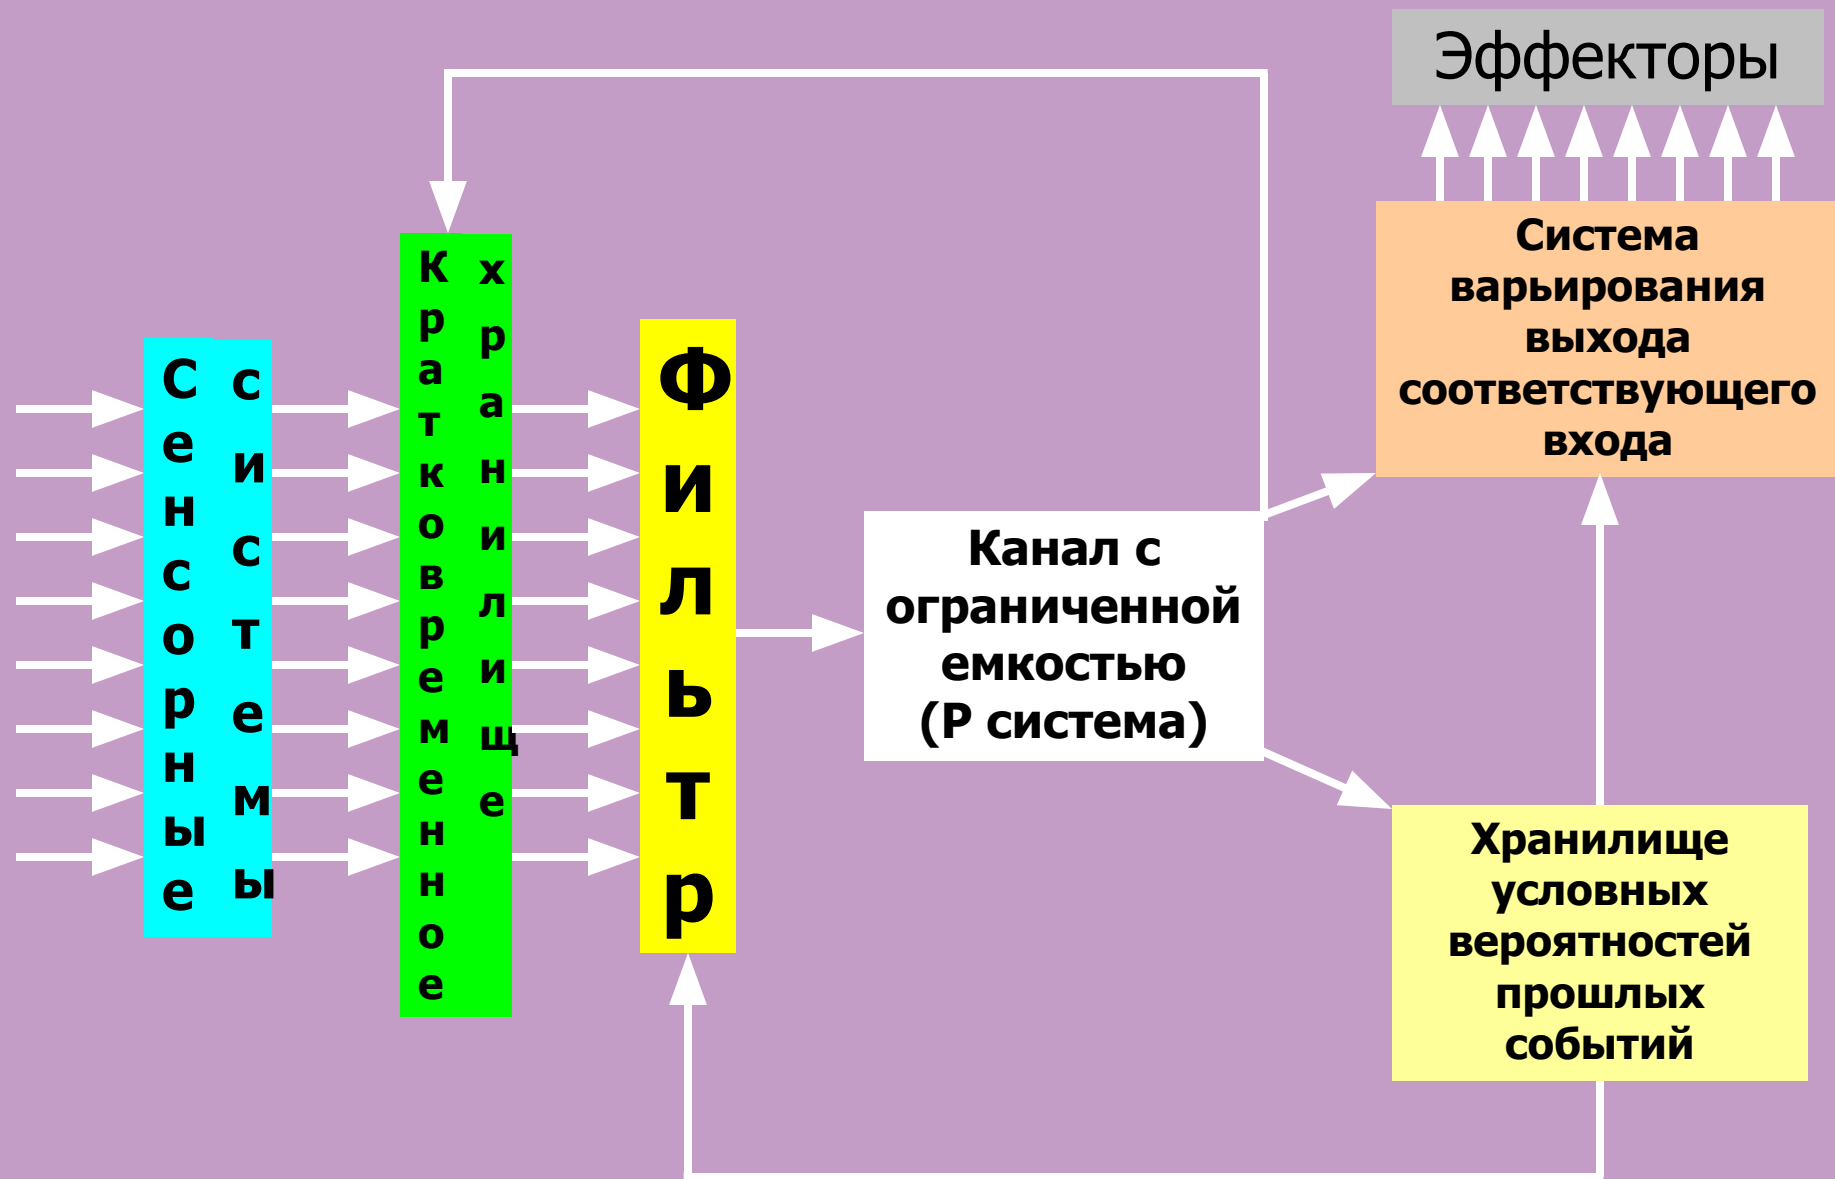 Эффекторы
Сенсорные
системы
Кратковременное
хранилище
Фильтр
Канал с
ограниченной
емкостью
(Р система)
Система
варьирования
выхода
соответствующего
входа
Хранилище
условных
вероятностей
прошлых
событий